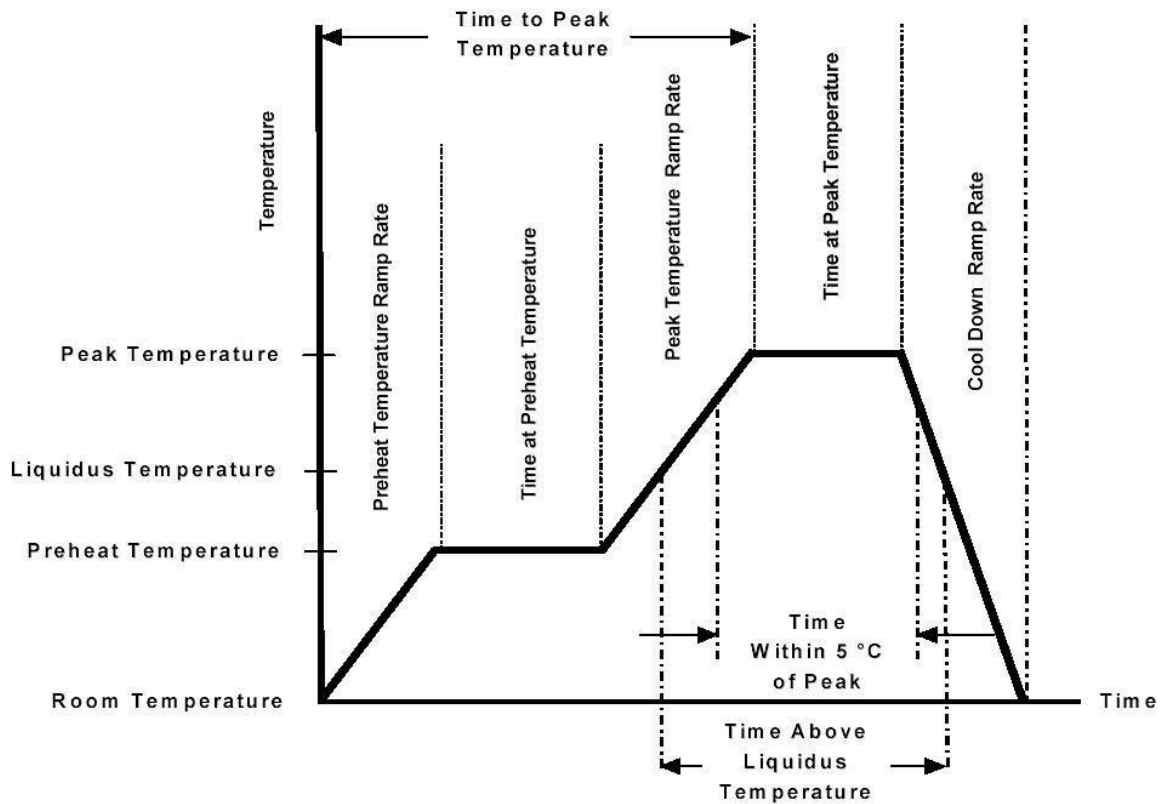 Time to Peak
Temperature
Temperature
Preheat Temperature Ramp Rate
Time at Preheat Temperature
Peak Temperature Ramp Rate
Time at Peak Temperature
Cool Down Ramp Rate
Peak Temperature
Liquidus Temperature
Preheat Temperature
Room Temperature
Time
Within 5 °C
of Peak
Time
Time Above
Liquidus
Temperature